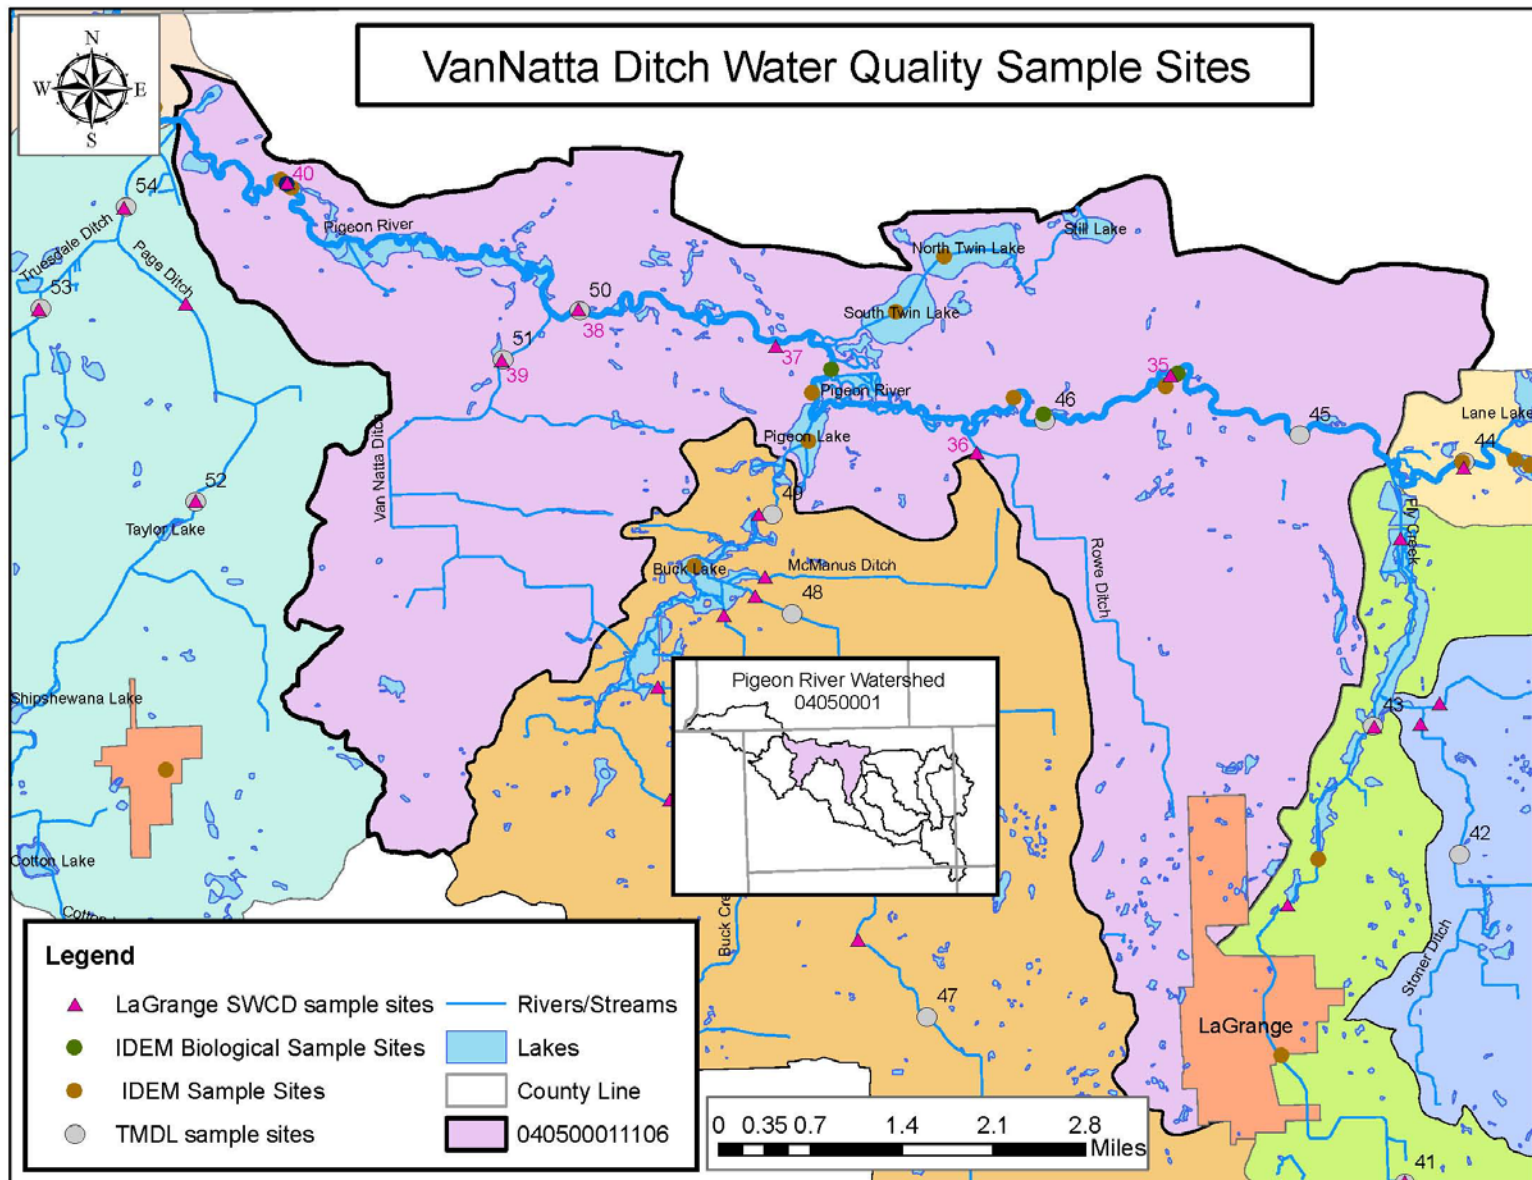 VanNatta Ditch Water Quality Sample Sites
N
W
E
S
40
54
Truesdale Ditch
Page Ditch
Pigeon River
North Twin Lake
Still Lake
53
50
38
South Twin Lake
51
39
37
35
Pigeon River
46
45
Lane Lake
44
36
Pigeon Lake
Van Natta Ditch
52
Taylor Lake
49
Fly Creek
Buck Lake
McManus Ditch
48
Rowe Ditch
Shipshewana Lake
43
Pigeon River Watershed
04050001
42
Cotton Lake
Stoner Ditch
47
LaGrange
41
Legend
LaGrange SWCD sample sites
IDEM Biological Sample Sites
IDEM Sample Sites
TMDL sample sites
Rivers/Streams
Lakes
County Line
040500011106
0 0.35 0.7 1.4 2.1 2.8
Miles